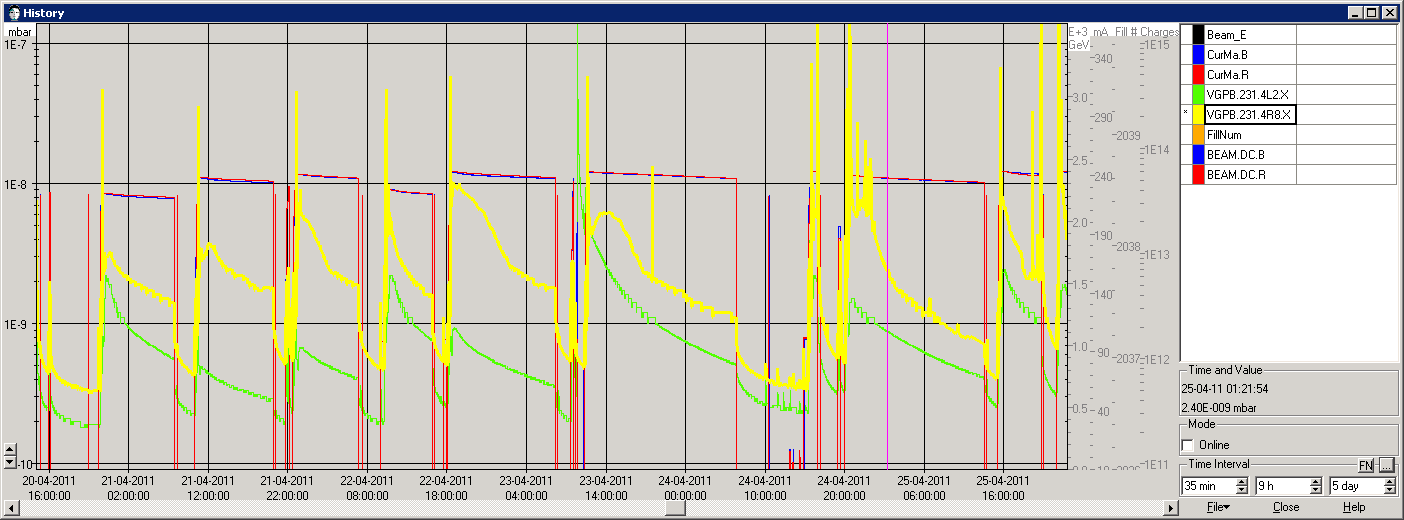 History
mbar
E+3 mA Fill # Charges
GeV
1E-7
1E-8
1E-9
-10
3.0
2.5
2.0
1.5
1.0
0.5
340
290
240
190
140
90
40
2039
2038
2037
1E15
1E14
1E13
1E12
1E11
20-04-2011 21-04-2011 21-04-2011 21-04-2011 22-04-2011 22-04-2011 23-04-2011 23-04-2011 24-04-2011 24-04-2011 24-04-2011 25-04-2011 25-04-2011
16:00:00 02:00:00 12:00:00 22:00:00 08:00:00 18:00:00 04:00:00 14:00:00 00:00:00 10:00:00 20:00:00 06:00:00 16:00:00
Beam_E
CurMa.B
CurMa.R
VGPB.231.4L2.X
* VGPB.231.4R8.X
FillNum
BEAM.DC.B
BEAM.DC.R
Time and Value
25-04-11 01:21:54
2.40E-009 mbar
Mode
Online
Time Interval FN ...
35 min 9 h 5 day
File Close Help